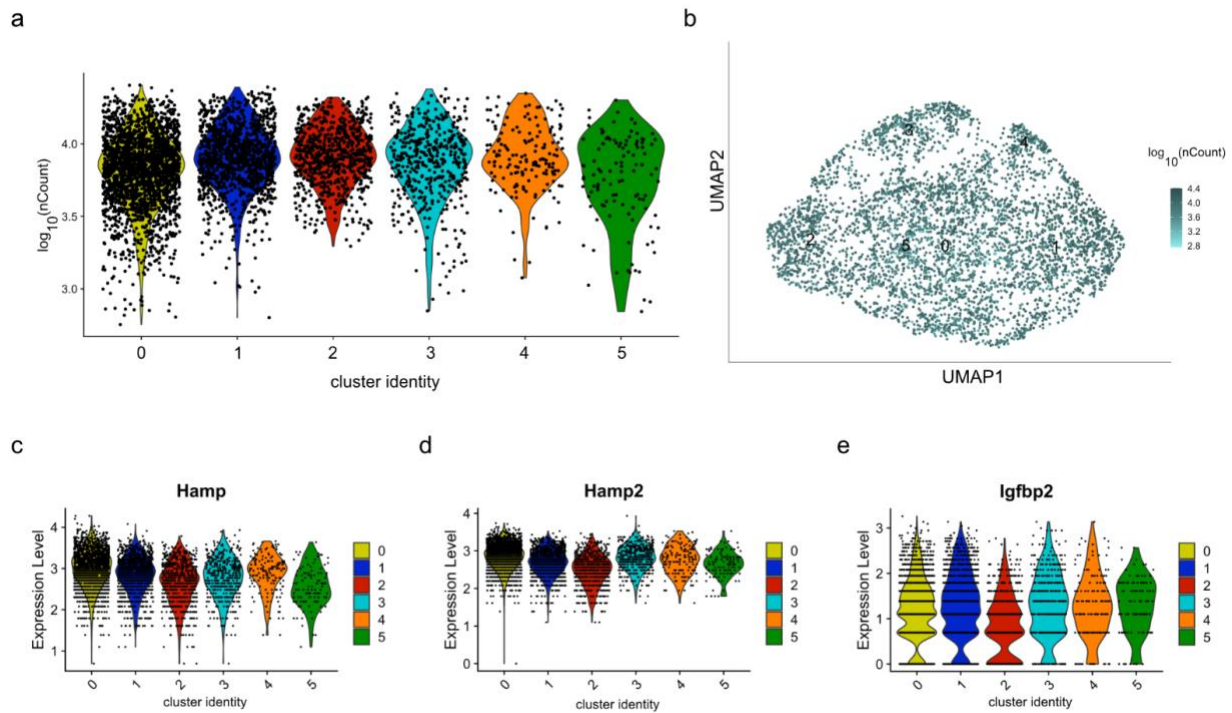 a
log10(nCount)
4.0
3.5
3.0
0 1 2 3 4 5
cluster identity
b
UMAP2
3
4
2 5 0 1
UMAP1
log10(nCount)
4.4
4.0
3.6
3.2
2.8
c
Hamp
Expression Level
4
3
2
1
0 1 2 3 4 5
cluster identity
0
1
2
3
4
5
d
Hamp2
Expression Level
4
3
2
1
0 1 2 3 4 5
cluster identity
0
1
2
3
4
5
e
Igfbp2
Expression Level
3
2
1
0
0 1 2 3 4 5
cluster identity
0
1
2
3
4
5